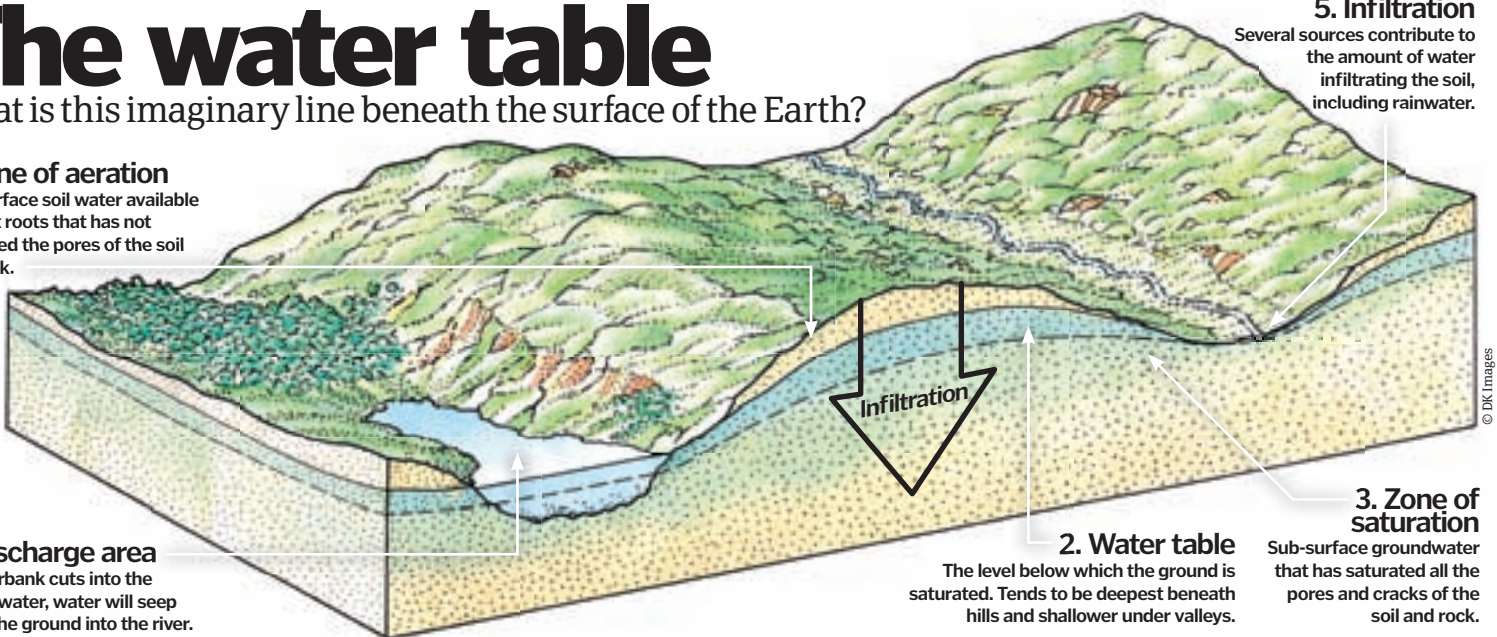 The water table
at is this imaginary line beneath the surface of the Earth?
ne of aeration
rface soil water available
t roots that has not
ed the pores of the soil
k.
5. Infiltration
Several sources contribute to
the amount of water
infiltrating the soil,
including rainwater.
Infiltration
© DK Images
scharge area
rbank cuts into the
water, water will seep
he ground into the river.
2. Water table
The level below which the ground is
saturated. Tends to be deepest beneath
hills and shallower under valleys.
3. Zone of
saturation
Sub-surface groundwater
that has saturated all the
pores and cracks of the
soil and rock.